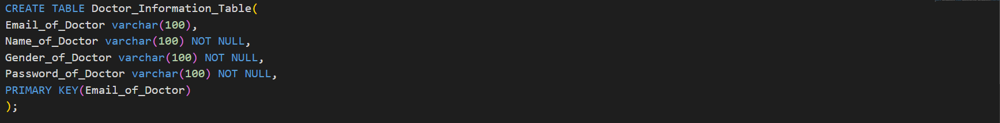 CREATE TABLE Doctor_Information_Table(
Email_of_Doctor varchar(100),
Name_of_Doctor varchar(100) NOT NULL,
Gender_of_Doctor varchar(100) NOT NULL,
Password_of_Doctor varchar(100) NOT NULL,
PRIMARY KEY(Email_of_Doctor)
);